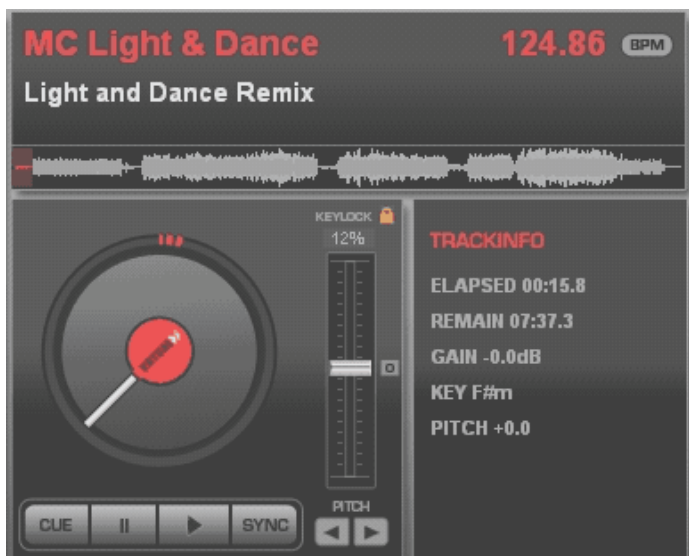 MC Light & Dance
124.86 BPM
Light and Dance Remix
KEYLOCK
12%
TRACKINFO
ELAPSED 00:15.8
REMAIN 07:37.3
GAIN -0.0dB
KEY F#m
PITCH +0.0
PITCH
CUE
SYNC